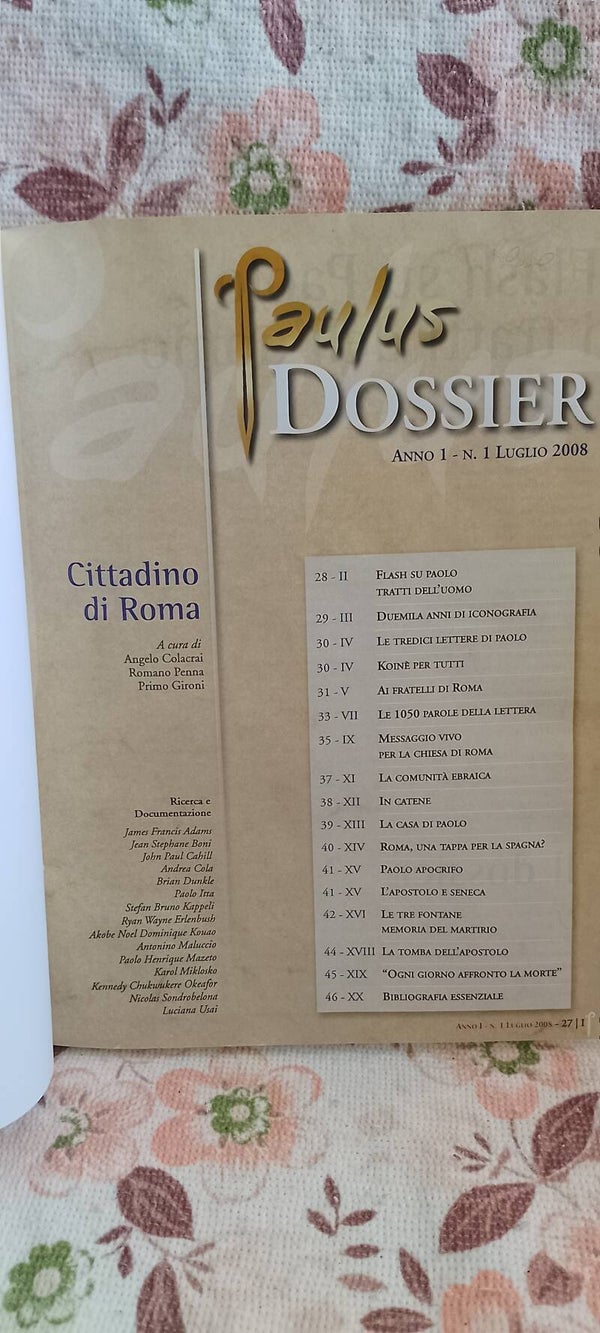 Paulus
DOSSIER
ANNO 1 - N. 1 LUGLIO 2008
Cittadino
di Roma
A cura di
Angelo Colacrai
Romano Penna
Primo Gironi
Ricerca e
Documentazione
James Francis Adams
Jean Stephane Boni
John Paul Cahill
Andrea Cola
Brian Dunkle
Paolo Itta
Stefan Bruno Kappeli
Ryan Wayne Erlenbush
Akobe Noel Dominique Kouao
Antonino Maluccio
Paolo Henrique Mazeto
Karol Miklosko
Kennedy Chukwukere Okeafor
Nicolas Sondrobelona
Luciana Usai
28 - II FLASH SU PAOLO
TRATTI DELL'UOMO
29 - III DUEMILA ANNI DI ICONOGRAFIA
30 - IV LE TREDICI LETTERE DI PAOLO
30 - IV KOINÈ PER TUTTI
31 - V AI FRATELLI DI ROMA
33 - VII LE 1050 PAROLE DELLA LETTERA
35 - IX MESSAGGIO VIVO
PER LA CHIESA DI ROMA
37 - XI LA COMUNITÀ EBRAICA
38 - XII IN CATENE
39 - XIII LA CASA DI PAOLO
40 - XIV ROMA, UNA TAPPA PER LA SPAGNA?
41 - XV PAOLO APOCRIFO
41 - XV L'APOSTOLO E SENECA
42 - XVI LE TRE FONTANE
MEMORIA DEL MARTIRIO
44 - XVIII LA TOMBA DELL'APOSTOLO
45 - XIX "OGNI GIORNO AFFRONTO LA MORTE"
46 - XX BIBLIOGRAFIA ESSENZIALE
ANNO I - N. 1 LUGLIO 2008 - 27 | I